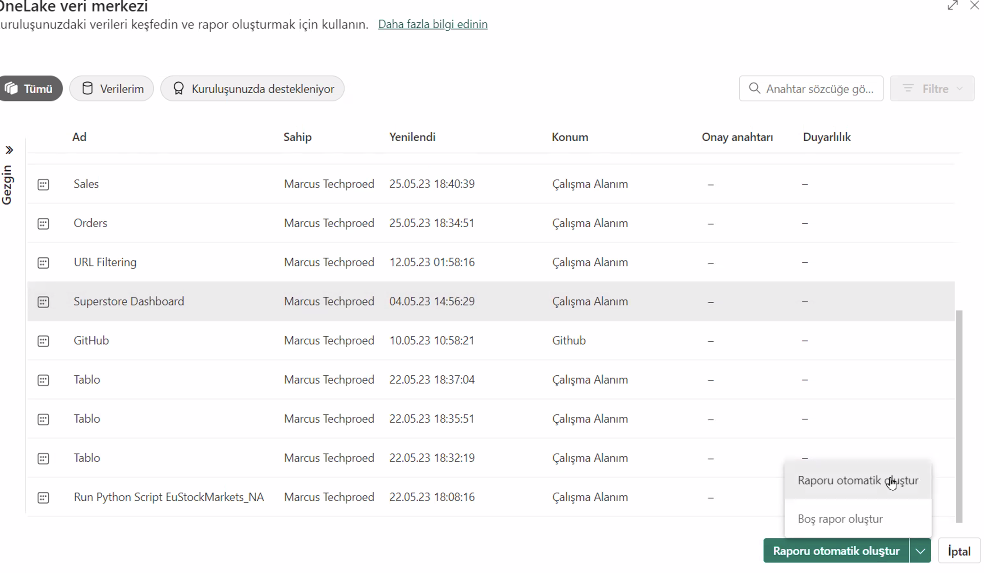 OneLake veri merkezi
uruluşunuzdaki verileri keşfedin ve rapor oluşturmak için kullanın. Daha fazla bilgi edinin
Tümü Verilerim Kuruluşunuzda destekleniyor Anahtar sözcüğe gö... Filtre
Gezgin
Ad Sahip Yenilendi Konum Onay anahtarı Duyarlılık
Sales Marcus Techproed 25.05.23 18:40:39 Çalışma Alanım – –
Orders Marcus Techproed 25.05.23 18:34:51 Çalışma Alanım – –
URL Filtering Marcus Techproed 12.05.23 01:58:16 Çalışma Alanım – –
Superstore Dashboard Marcus Techproed 04.05.23 14:56:29 Çalışma Alanım – –
GitHub Marcus Techproed 10.05.23 10:58:21 Github – –
Tablo Marcus Techproed 22.05.23 18:37:04 Çalışma Alanım – –
Tablo Marcus Techproed 22.05.23 18:35:51 Çalışma Alanım – –
Tablo Marcus Techproed 22.05.23 18:32:19 Çalışma Alanım – –
Run Python Script EuStockMarkets_NA Marcus Techproed 22.05.23 18:08:16 Çalışma Alanım –
Raporu otomatik oluştur
Boş rapor oluştur
Raporu otomatik oluştur İptal